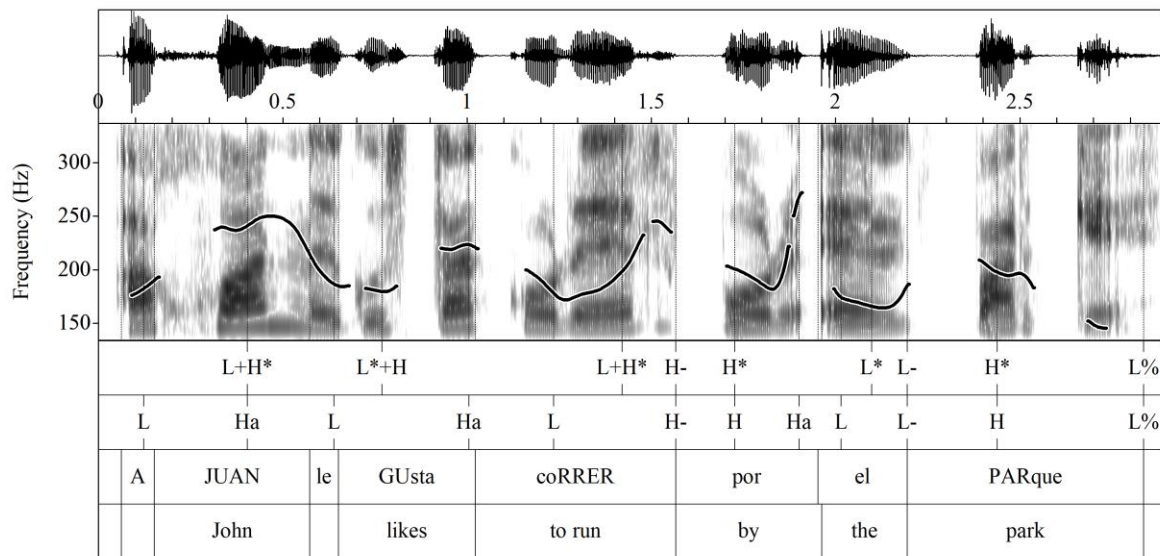 0 0.5 1 1.5 2 2.5
Frequency (Hz)
300
250
200
150
L+H* L*+H L+H* H- H* L* L- H* L%
L Ha L Ha L H- H Ha L L- H L%
A JUAN le GUsta coRRER por el PARque
John likes to run by the park